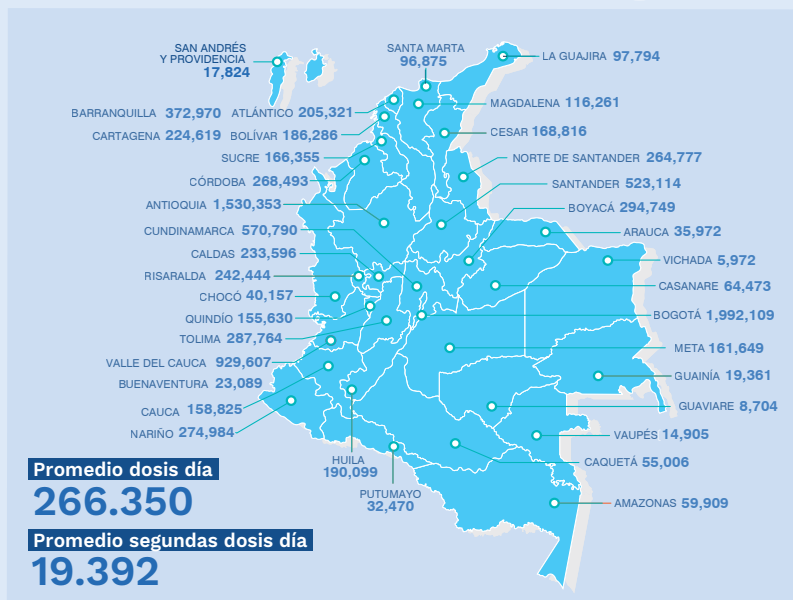 SAN ANDRÉS
Y PROVIDENCIA
17,824
SANTA MARTA
96,875
LA GUAJIRA 97,794
BARRANQUILLA 372,970 ATLÁNTICO 205,321
MAGDALENA 116,261
CARTAGENA 224,619 BOLÍVAR 186,286
CESAR 168,816
SUCRE 166,355
NORTE DE SANTANDER 264,777
CÓRDOBA 268,493
SANTANDER 523,114
ANTIOQUIA 1,530,353
BOYACÁ 294,749
CUNDINAMARCA 570,790
ARAUCA 35,972
CALDAS 233,596
VICHADA 5,972
RISARALDA 242,444
CASANARE 64,473
CHOCÓ 40,157
BOGOTÁ 1,992,109
QUINDÍO 155,630
TOLIMA 287,764
META 161,649
VALLE DEL CAUCA 929,607
GUAINÍA 19,361
BUENAVENTURA 23,089
GUAVIARE 8,704
CAUCA 158,825
NARIÑO 274,984
VAUPÉS 14,905
HUILA
190,099
CAQUETÁ 55,006
PUTUMAYO
32,470
AMAZONAS 59,909
Promedio dosis día
266.350
Promedio segundas dosis día
19.392